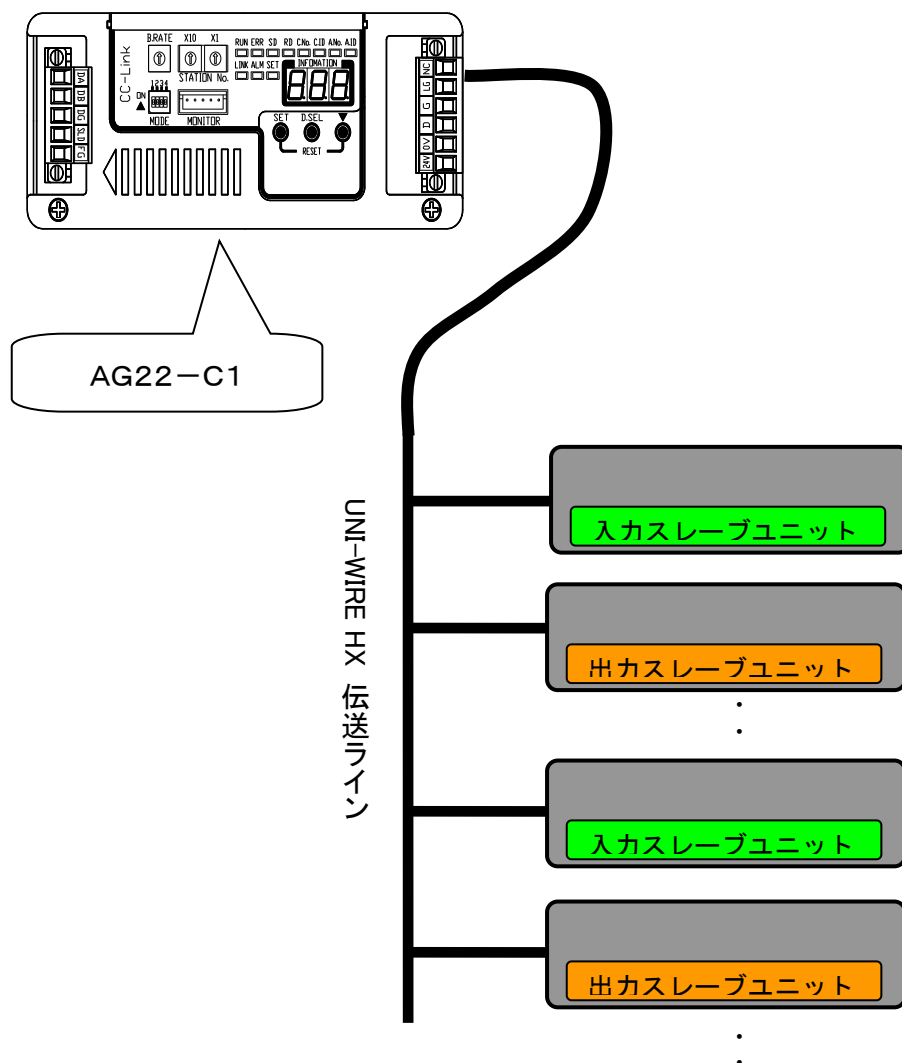 CC-Link
B.RATE X10 X1
STATION No.
ON
1234
MODE MONITOR
RUN ERR SD RD C.No. C.ID A.No. A.ID
LINK ALM SET INFOMATION
888
SET D.SEL ▼
RESET
DA
DB
DG
SLD
FG
NC
LG
G
D
0V
24V
AG22-C1
UNI-WIRE HX 伝送ライン
入力スレーブユニット
出力スレーブユニット
入力スレーブユニット
出力スレーブユニット